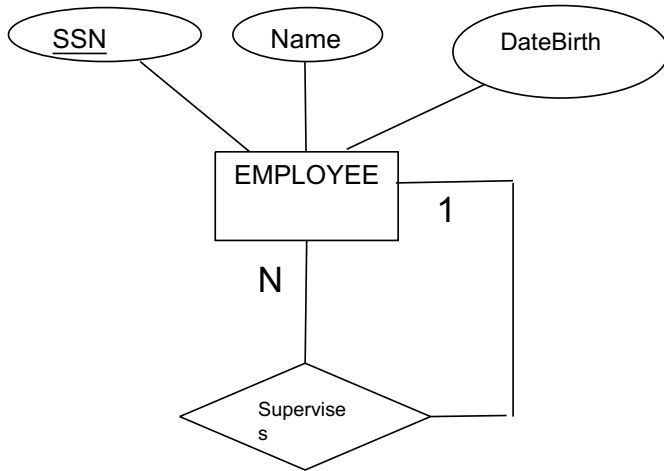 SSN
Name
DateBirth
EMPLOYEE
1
N
Supervise
s